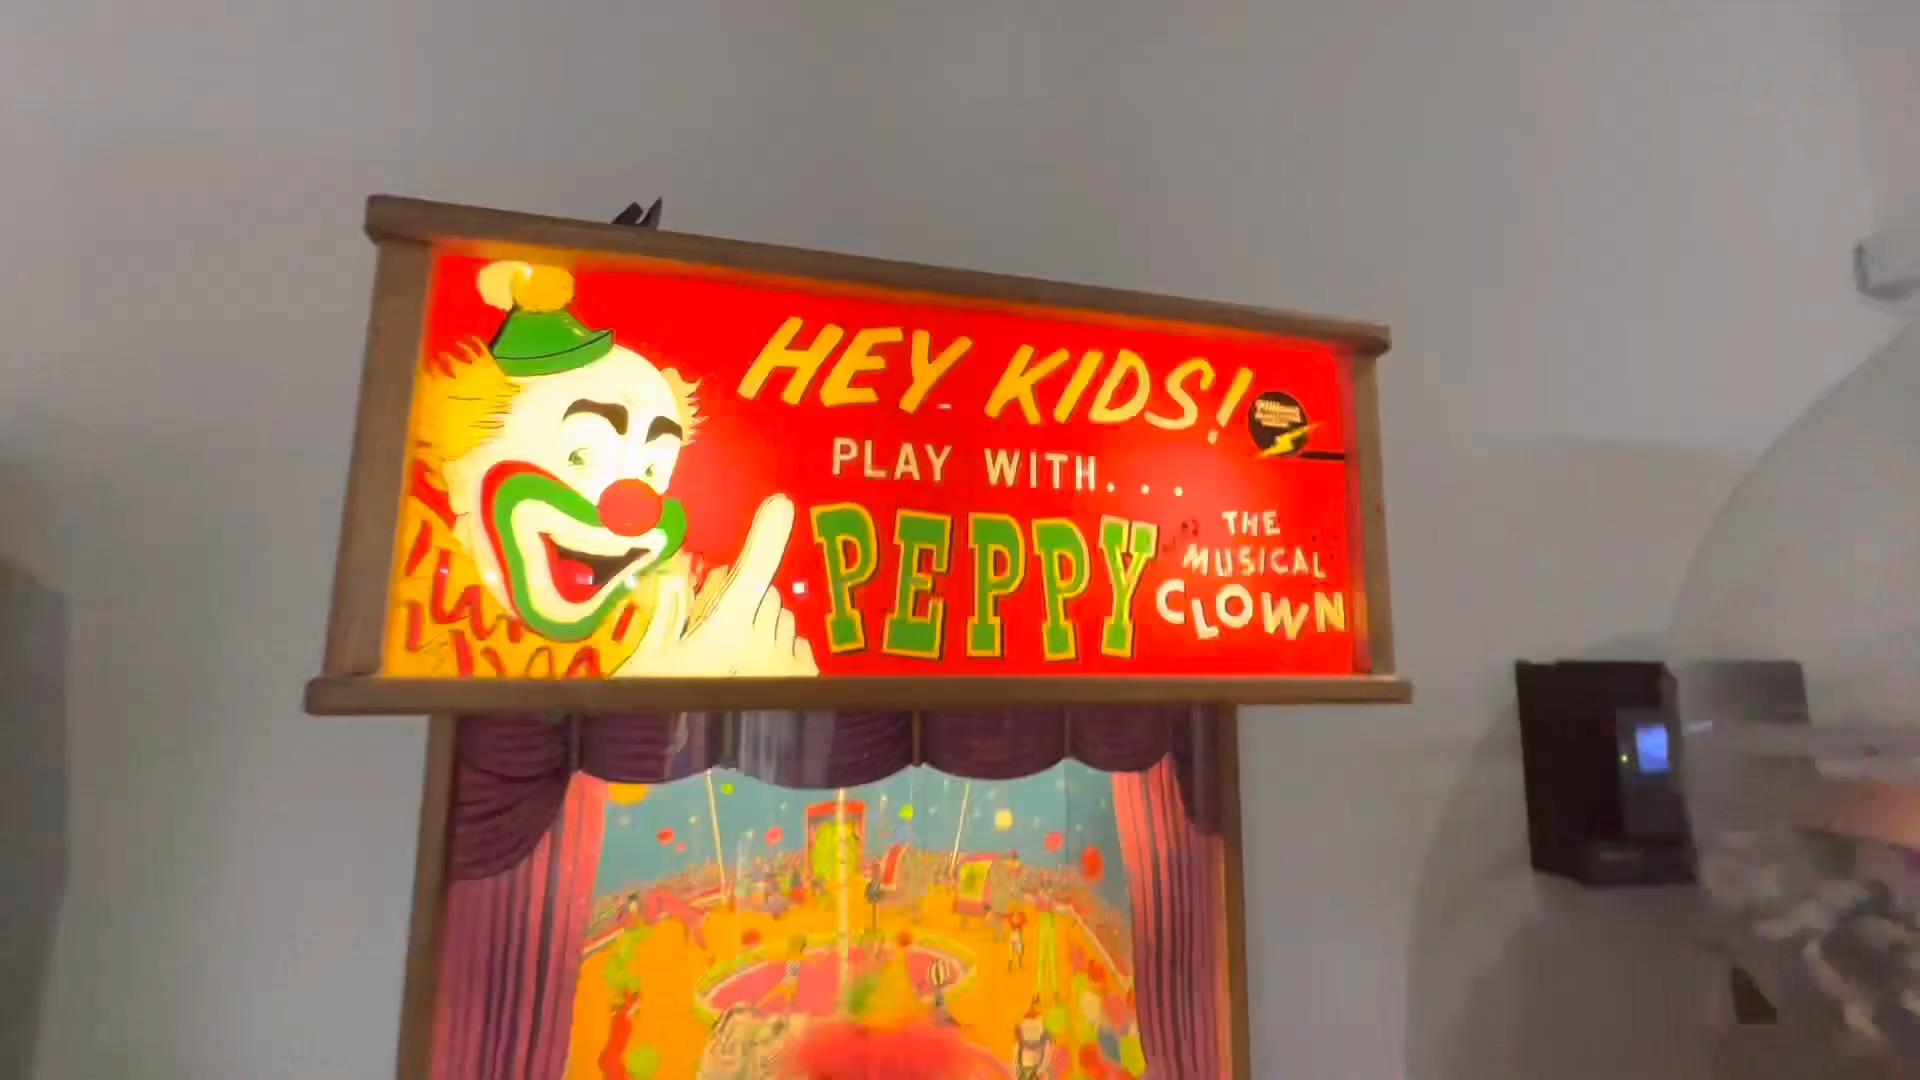 HEY KIDS!
PLAY WITH...
PEPPY
THE
MUSICAL
CLOWN